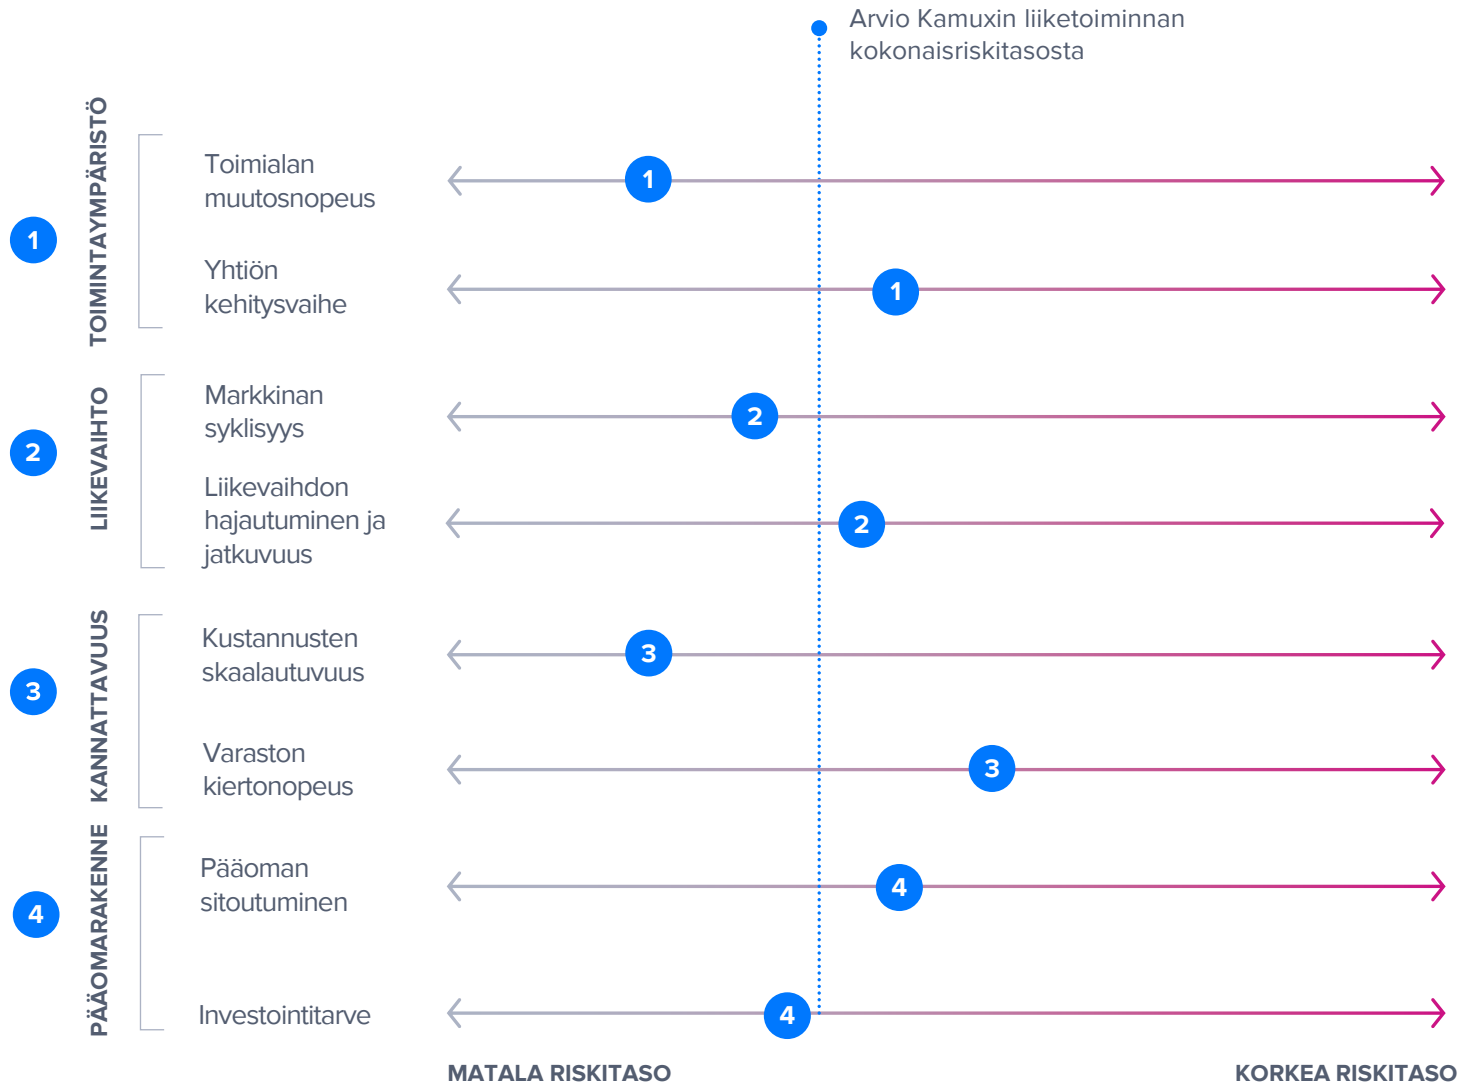 Arvio Kamuxin liiketoiminnan
kokonaisriskitasosta
1
TOIMINTAYMPÄRISTÖ
Toimialan
muutosnopeus
1
Yhtiön
kehitysvaihe
1
2
LIIKEVAIHTO
Markkinan
syklisyys
2
Liikevaihdon
hajautuminen ja
jatkuvuus
2
3
KANNATTAVUUS
Kustannusten
skaalautuvuus
3
Varaston
kiertonopeus
3
4
PÄÄOMARAKENNE
Pääoman
sitoutuminen
4
Investointitarve
4
MATALA RISKITASO
KORKEA RISKITASO